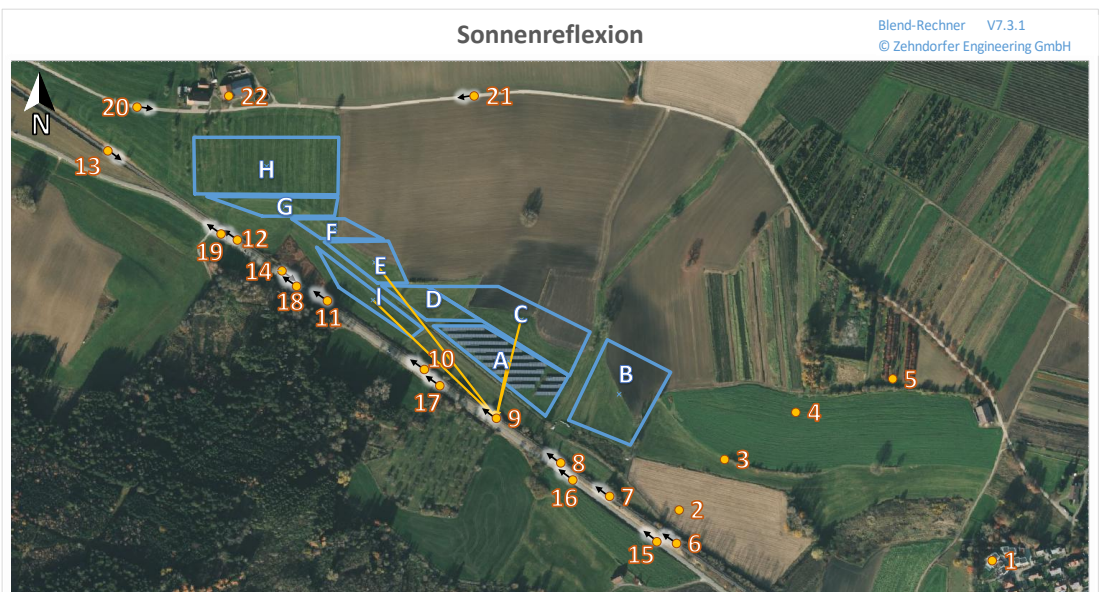 Sonnenreflexion
Blend-Rechner V7.3.1
© Zehndorfer Engineering GmbH
N
20
22
21
13
H
G
F
19
12
E
14
18
I
D
C
11
10
A
B
17
5
4
9
3
8
16
7
2
15
6
1